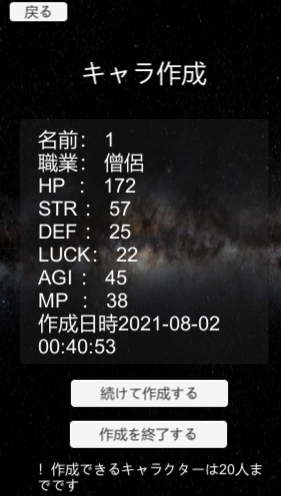 戻る
キャラ作成
名前： 1
職業： 僧侶
HP ： 172
STR ： 57
DEF ： 25
LUCK： 22
AGI ： 45
MP ： 38
作成日時2021-08-02
00:40:53
続けて作成する
作成を終了する
！作成できるキャラクターは20人ま
でです